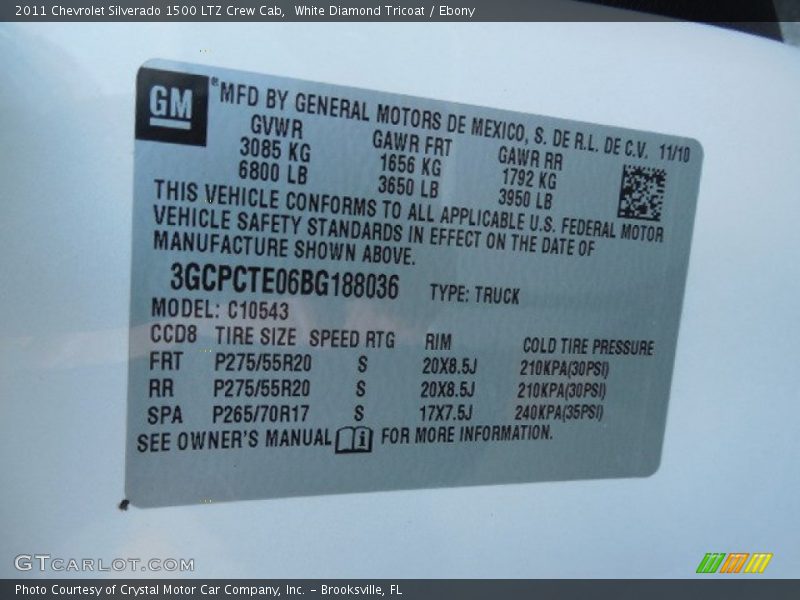 2011 Chevrolet Silverado 1500 LTZ Crew Cab, White Diamond Tricoat / Ebony
GM
® MFD BY GENERAL MOTORS DE MEXICO, S. DE R.L. DE C.V. 11/10
GVWR GAWR FRT GAWR RR
3085 KG 1656 KG 1792 KG
6800 LB 3650 LB 3950 LB
THIS VEHICLE CONFORMS TO ALL APPLICABLE U.S. FEDERAL MOTOR
VEHICLE SAFETY STANDARDS IN EFFECT ON THE DATE OF
MANUFACTURE SHOWN ABOVE.
3GCPCTE06BG188036 TYPE: TRUCK
MODEL: C10543
CCD8 TIRE SIZE SPEED RTG RIM COLD TIRE PRESSURE
FRT P275/55R20 S 20X8.5J 210KPA(30PSI)
RR P275/55R20 S 20X8.5J 210KPA(30PSI)
SPA P265/70R17 S 17X7.5J 240KPA(35PSI)
SEE OWNER'S MANUAL FOR MORE INFORMATION.
GTCARLOT.COM
Photo Courtesy of Crystal Motor Car Company, Inc. - Brooksville, FL